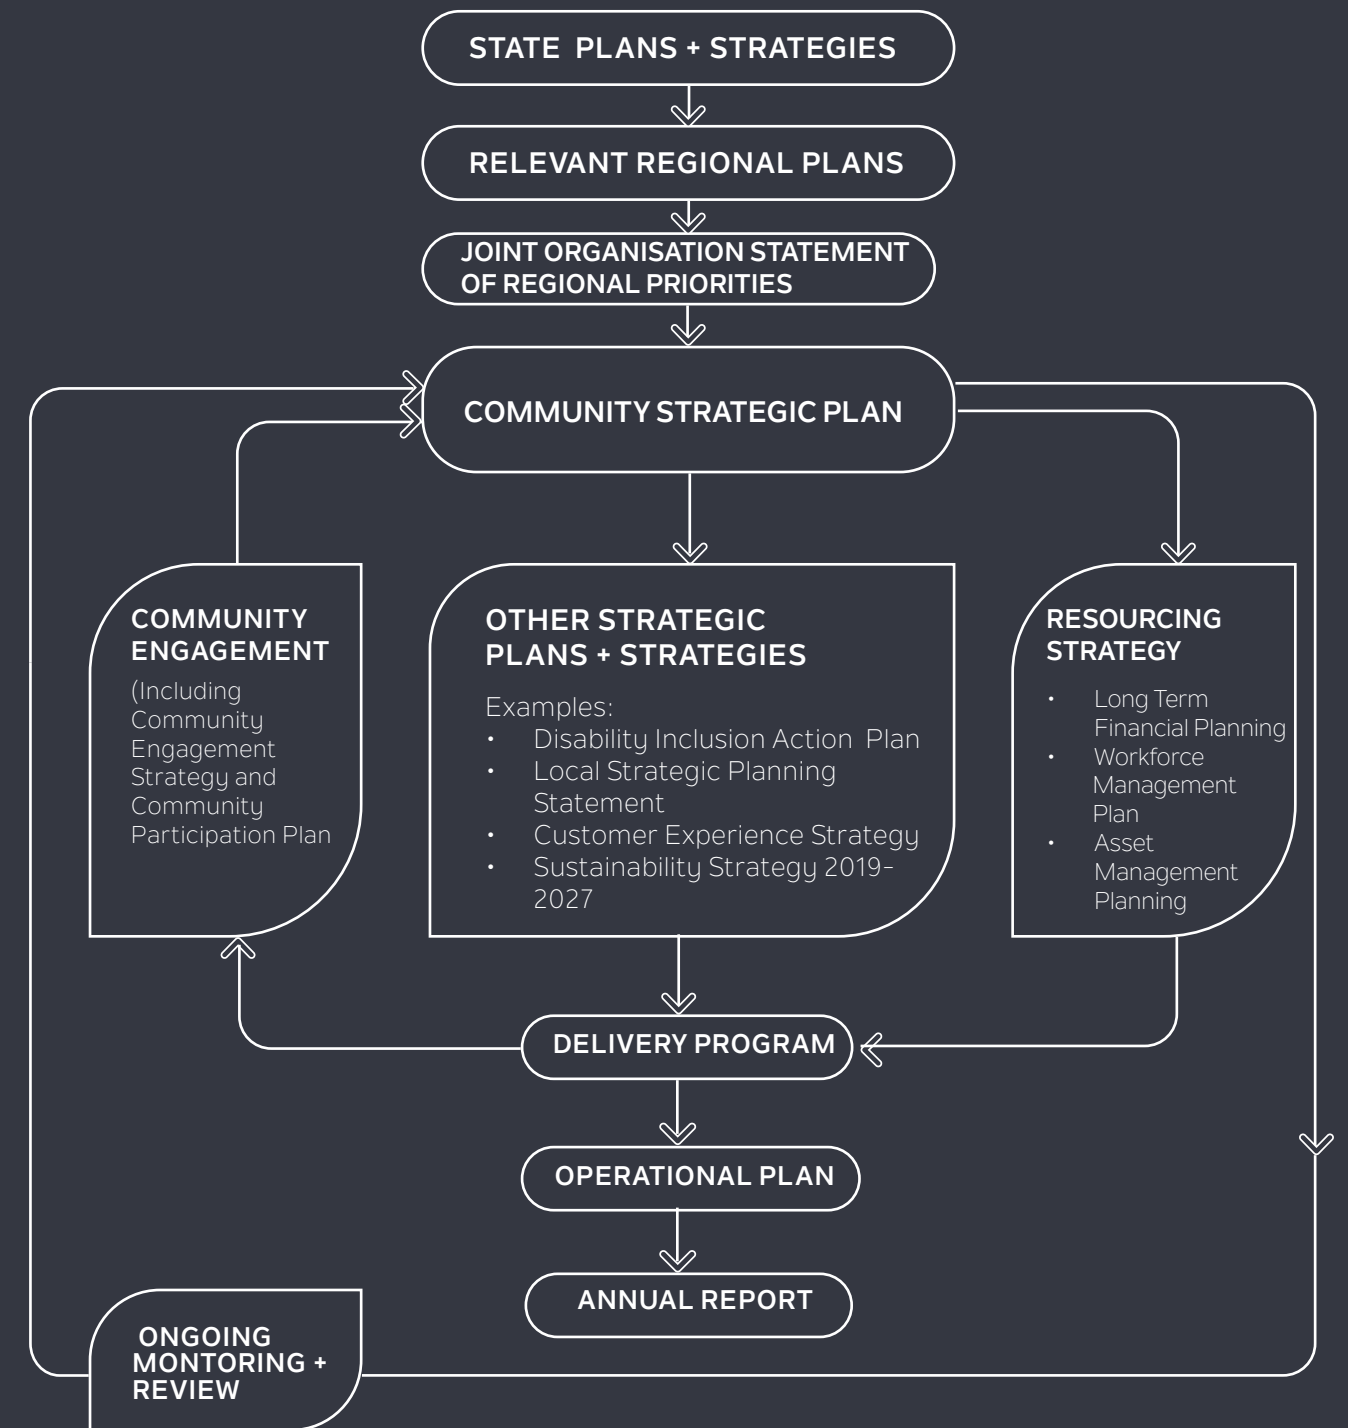 STATE PLANS + STRATEGIES
RELEVANT REGIONAL PLANS
JOINT ORGANISATION STATEMENT
OF REGIONAL PRIORITIES
COMMUNITY STRATEGIC PLAN
COMMUNITY
ENGAGEMENT
(Including
Community
Engagement
Strategy and
Community
Participation Plan
OTHER STRATEGIC
PLANS + STRATEGIES
Examples:
• Disability Inclusion Action Plan
• Local Strategic Planning
Statement
• Customer Experience Strategy
• Sustainability Strategy 2019-
2027
RESOURCING
STRATEGY
• Long Term
Financial Planning
• Workforce
Management
Plan
• Asset
Management
Planning
DELIVERY PROGRAM
OPERATIONAL PLAN
ANNUAL REPORT
ONGOING
MONTORING +
REVIEW